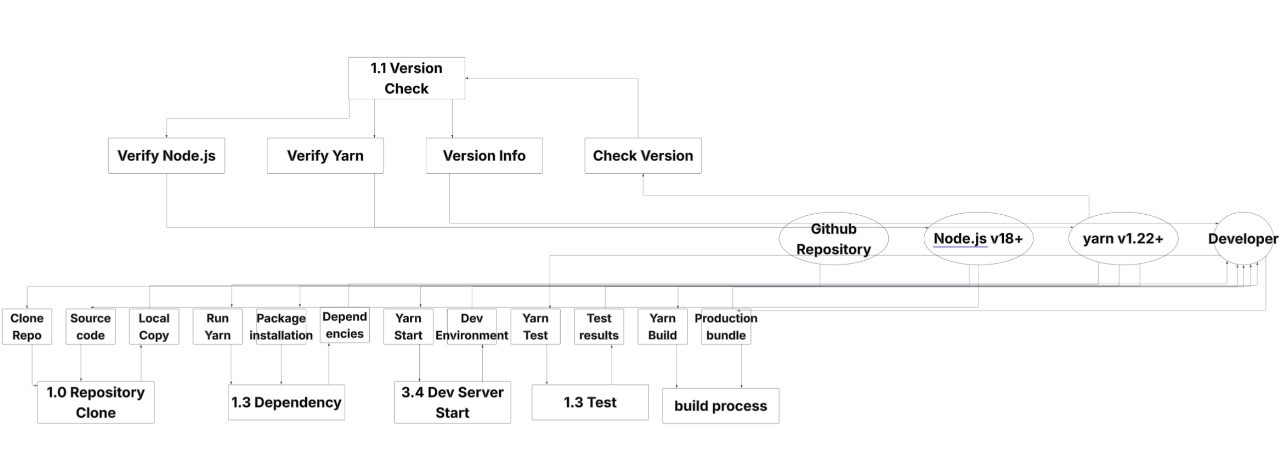 1.1 Version
Check
Verify Node.js
Verify Yarn
Version Info
Check Version
Github
Repository
Node.js v18+
yarn v1.22+
Developer
Clone
Repo
Source
code
Local
Copy
Run
Yarn
Package
installation
Depend
encies
Yarn
Start
Dev
Environment
Yarn
Test
Test
results
Yarn
Build
Production
bundle
1.0 Repository
Clone
1.3 Dependency
3.4 Dev Server
Start
1.3 Test
build process